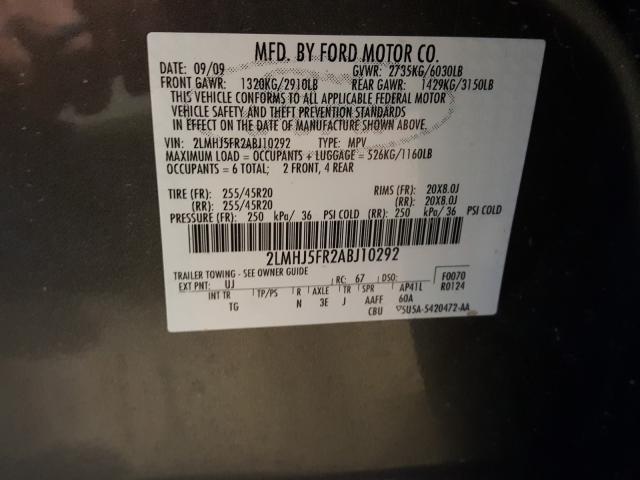 MFD. BY FORD MOTOR CO.
DATE: 09/09 GVWR: 2735KG/6030LB
FRONT GAWR: 1320KG/2910LB REAR GAWR: 1429KG/3150LB
THIS VEHICLE CONFORMS TO ALL APPLICABLE FEDERAL MOTOR
VEHICLE SAFETY AND THEFT PREVENTION STANDARDS
IN EFFECT ON THE DATE OF MANUFACTURE SHOWN ABOVE.
VIN: 2LMHJ5FR2ABJ10292 TYPE: MPV
MAXIMUM LOAD = OCCUPANTS + LUGGAGE = 526KG/1160LB
OCCUPANTS = 6 TOTAL; 2 FRONT, 4 REAR
TIRE (FR): 255/45R20 RIMS (FR): 20X8.0J
(RR): 255/45R20 (RR): 20X8.0J
PRESSURE (FR): 250 kPa/ 36 PSI COLD (RR): 250 kPa/ 36 PSI COLD
2LMHJ5FR2ABJ10292
TRAILER TOWING - SEE OWNER GUIDE
EXT PNT: UJ RC: 67 DSO: F0070
INT TR TP/PS R AXLE TR SPR AP41L R0124
TG N 3E J AAFF 60A
CBU ▽5U5A-5420472-AA